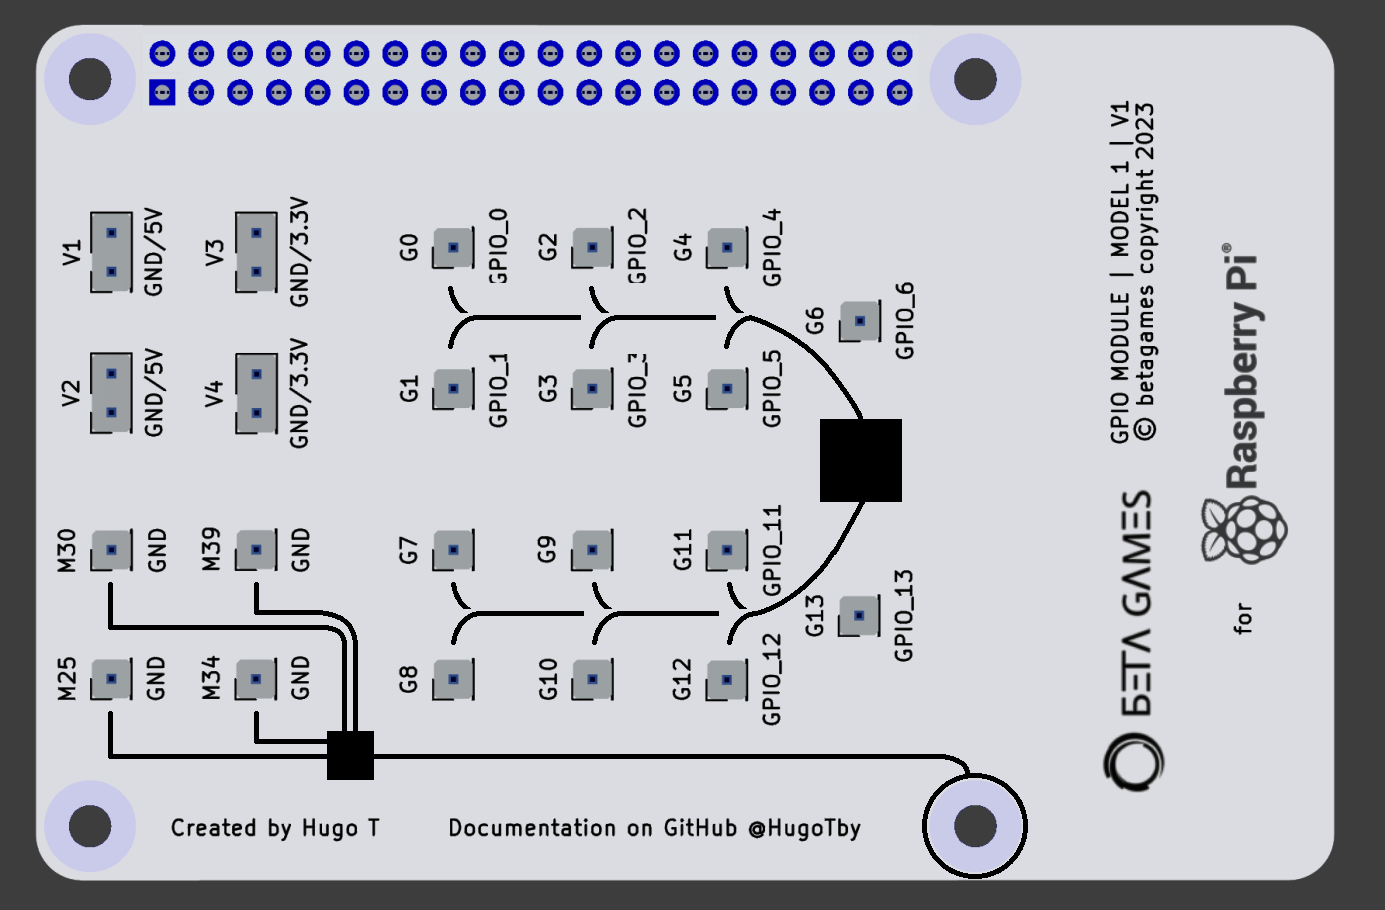 V1
GND/5V
V3
GND/3.3V
G0
GPIO_0
G2
GPIO_2
G4
GPIO_4
G6
GPIO_6
V2
GND/5V
V4
GND/3.3V
G1
GPIO_1
G3
G5
GPIO_5
M30
GND
M39
GND
G7
G9
G11
GPIO_11
G13
GPIO_13
M25
GND
M34
GND
G8
G10
G12
GPIO_12
Created by Hugo T
Documentation on GitHub @HugoTby
GPIO MODULE | MODEL 1 | V1
© betagames copyright 2023
BETA GAMES
for
Raspberry Pi®